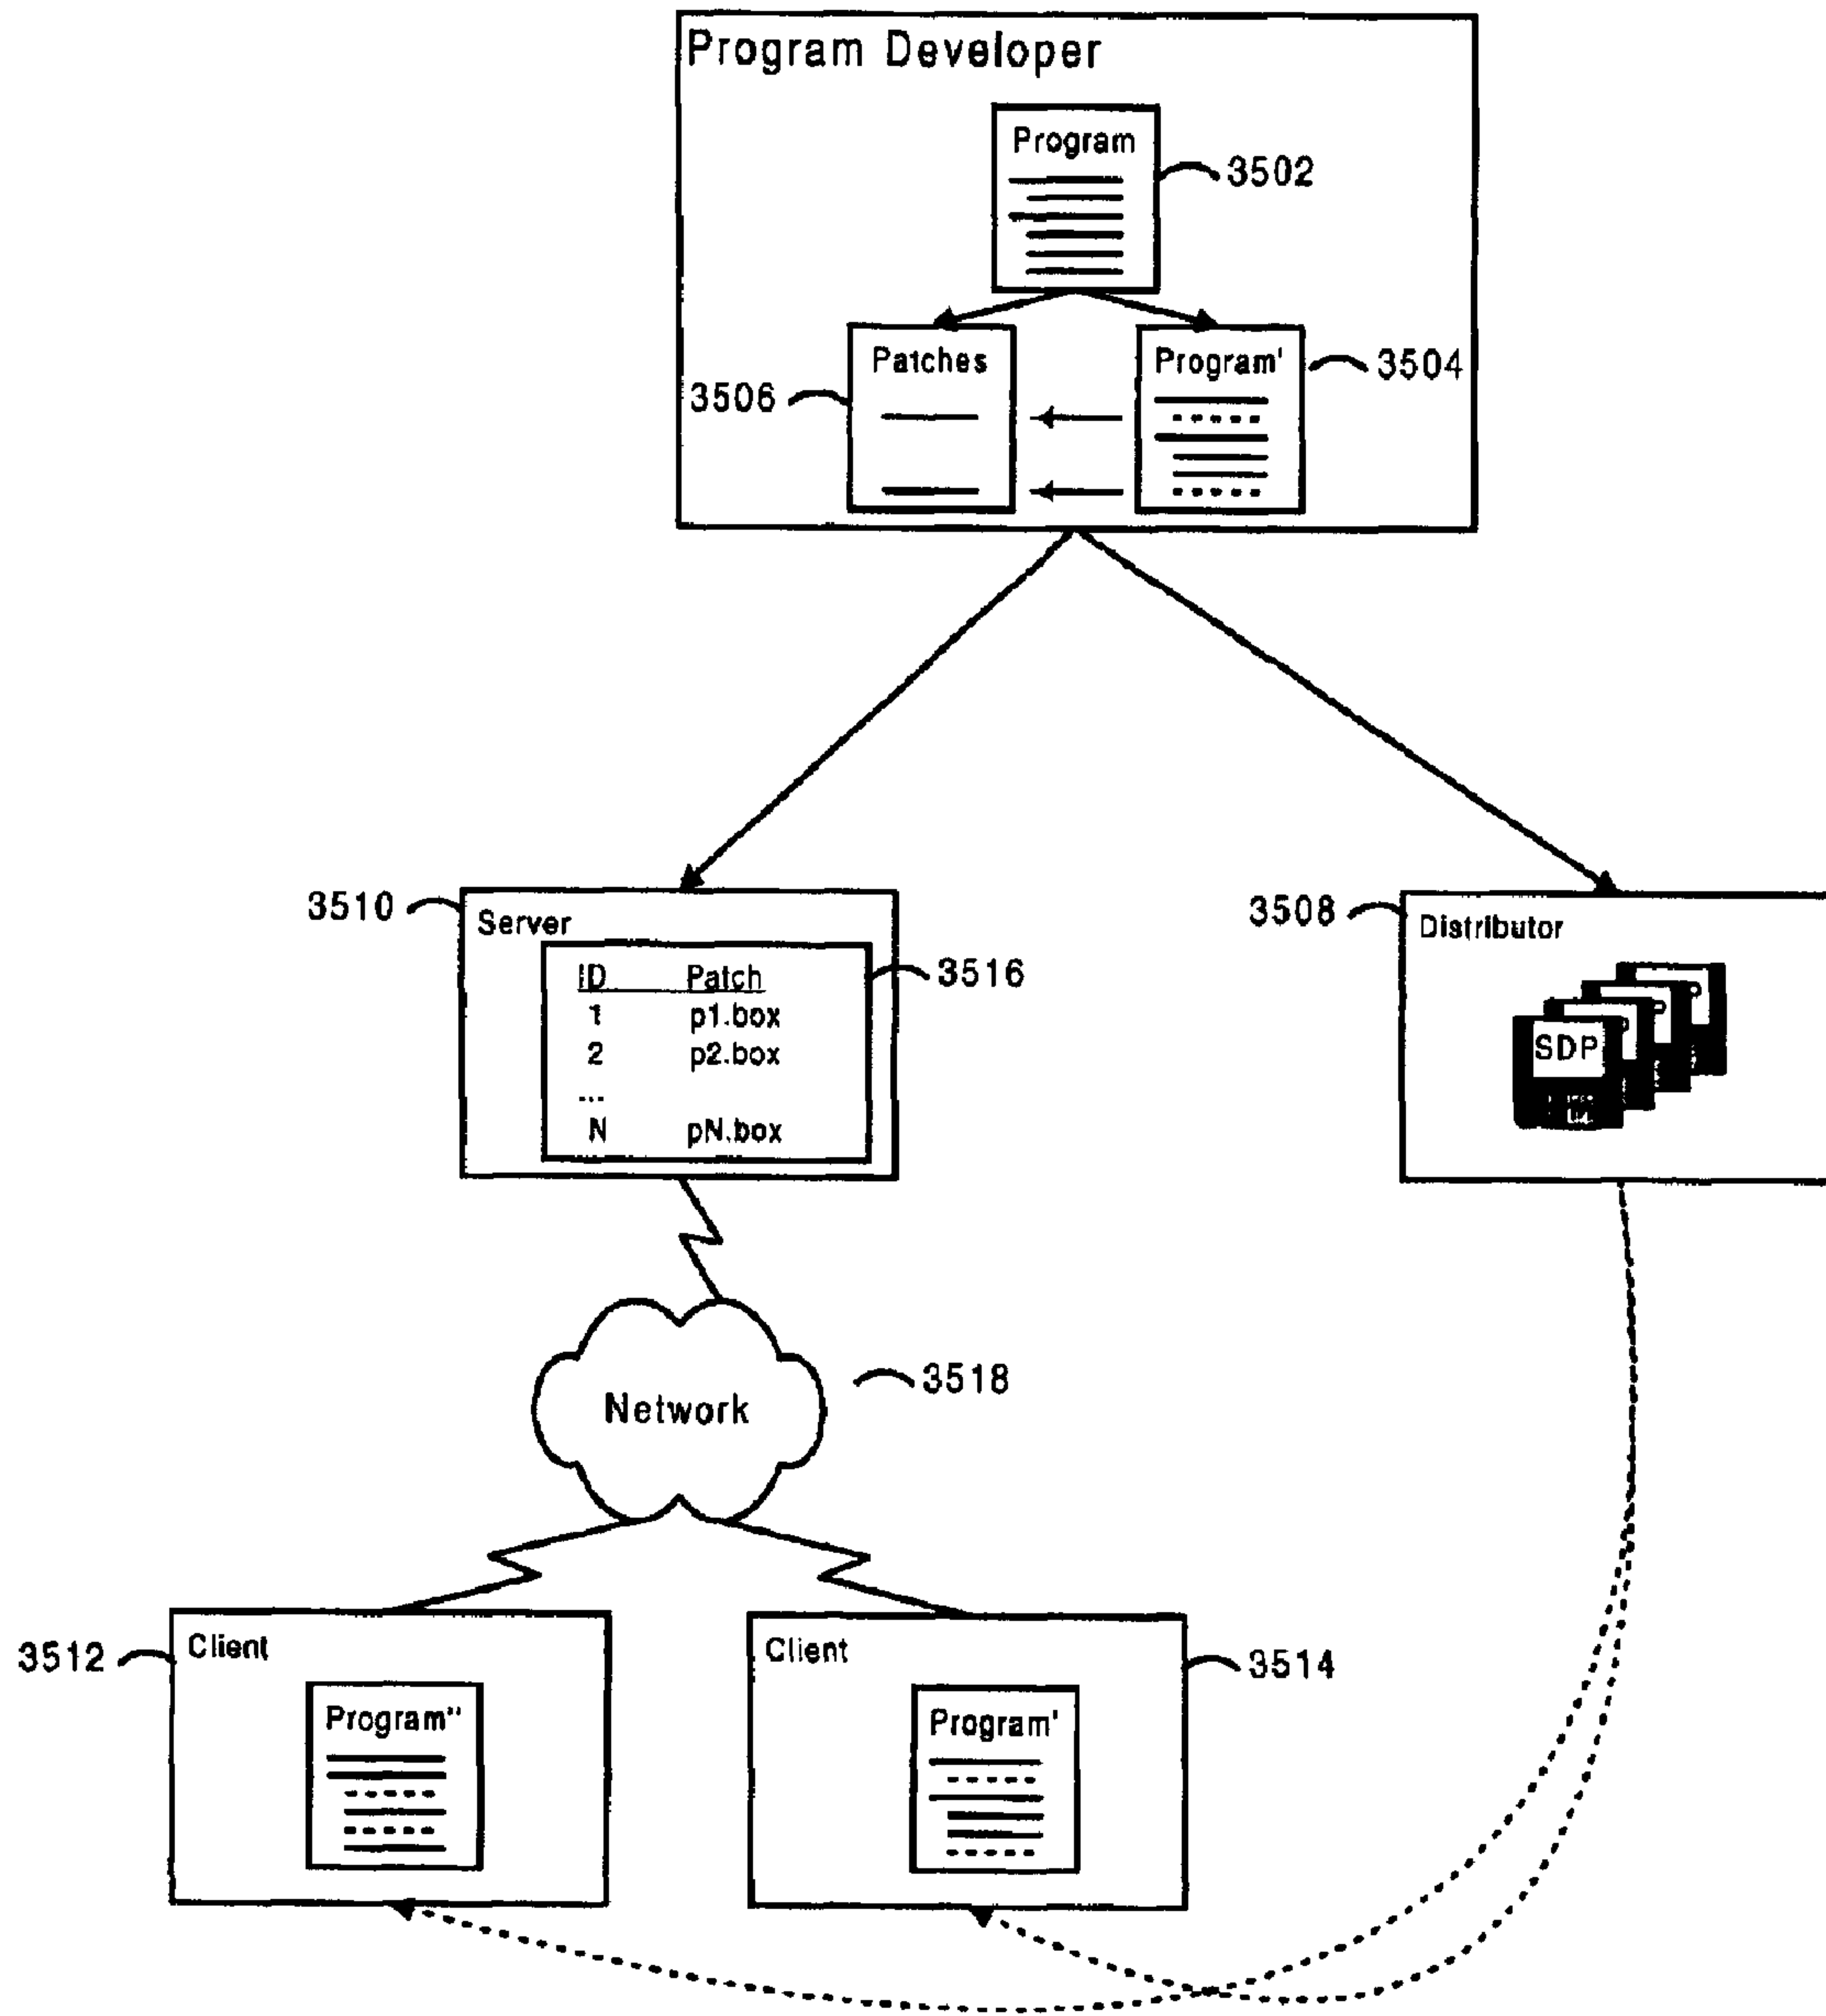 Program Developer
Program
3502
Patches
Program'
3504
3506
3510
Server
3516
ID Patch
1 p1.box
2 p2.box
...
N pN.box
3508
Distributor
SDP
Network
3518
3512
Client
Program"
Client
3514
Program'